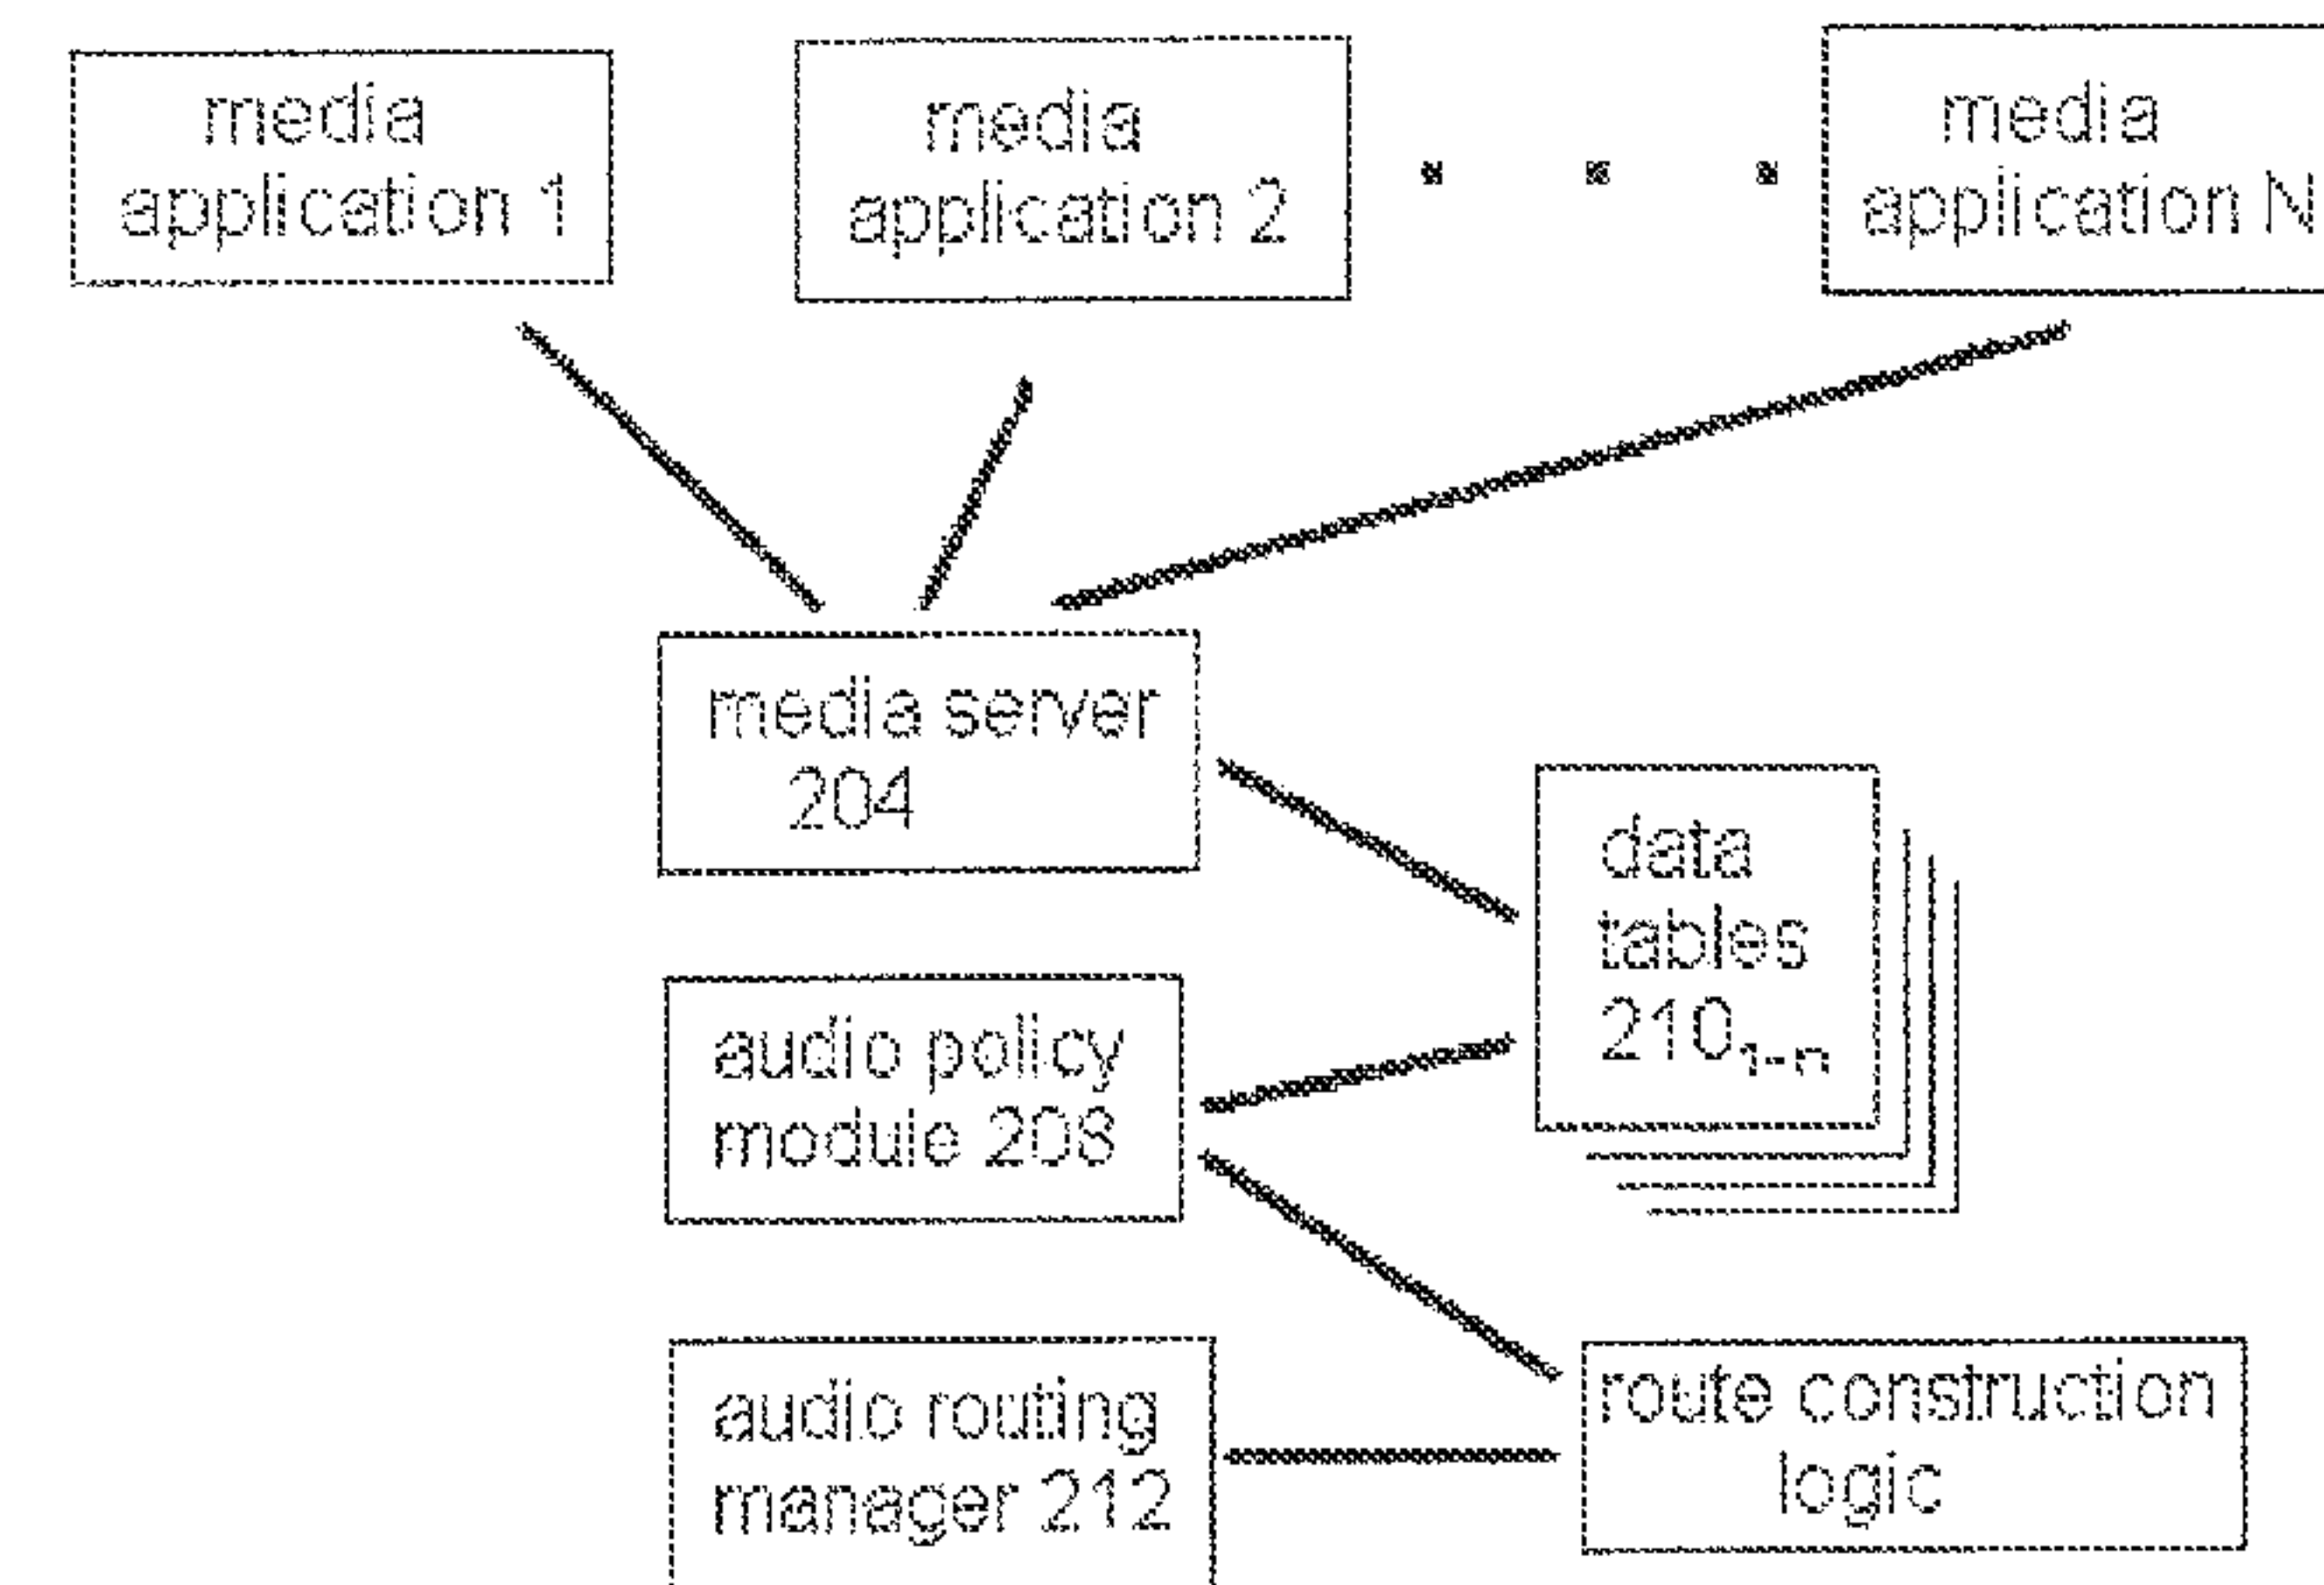 media
application 1
media
application 2
media
application N
media server
204
data
tables
210₁₋ₙ
audio policy
module 208
audio routing
manager 212
route construction
logic